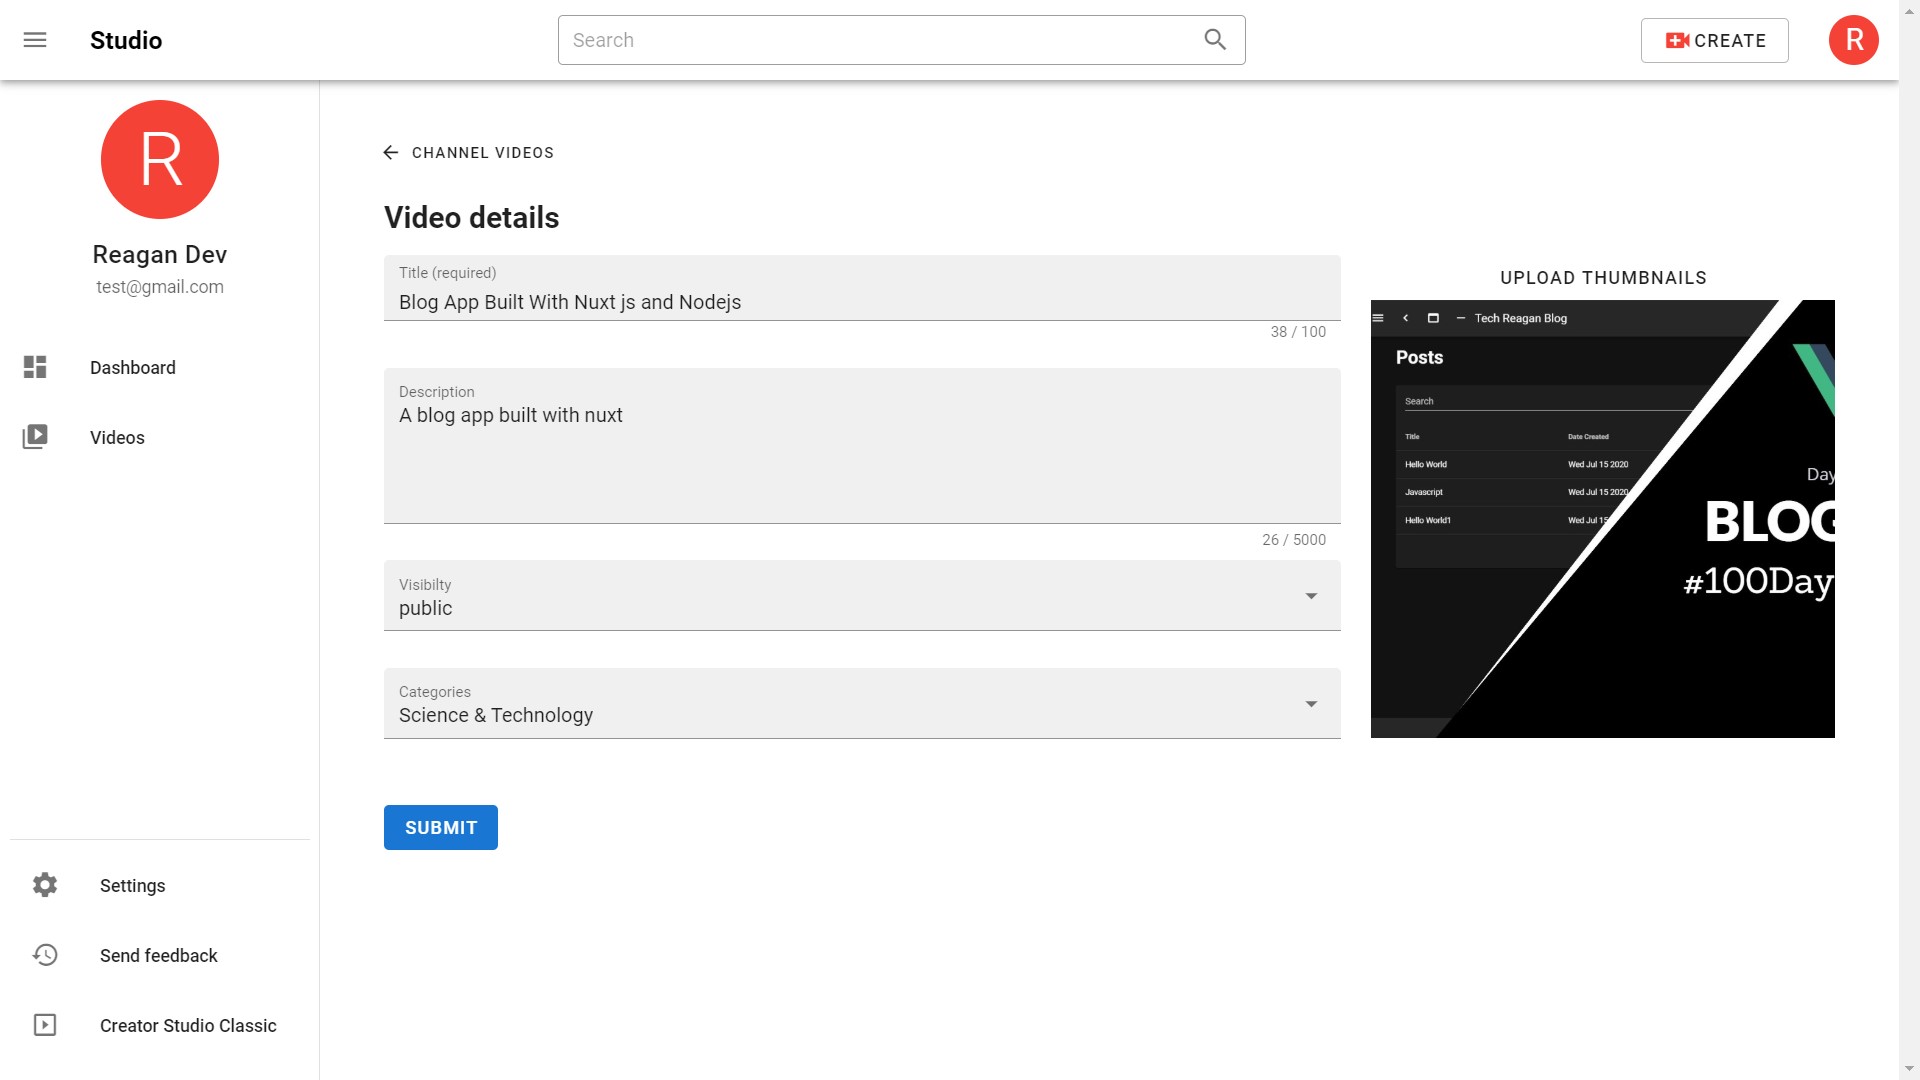 Studio
Search
CREATE
R
R
Reagan Dev
test@gmail.com
Dashboard
Videos
Settings
Send feedback
Creator Studio Classic
CHANNEL VIDEOS
Video details
Title (required)
Blog App Built With Nuxt js and Nodejs
38 / 100
Description
A blog app built with nuxt
26 / 5000
Visibilty
public
Categories
Science & Technology
SUBMIT
UPLOAD THUMBNAILS
Tech Reagan Blog
Posts
Search
Title Date Created
Hello World Wed Jul 15 2020
Javascript Wed Jul 15 2020
Hello World1 Wed Jul 15
Day
BLOG
#100Day